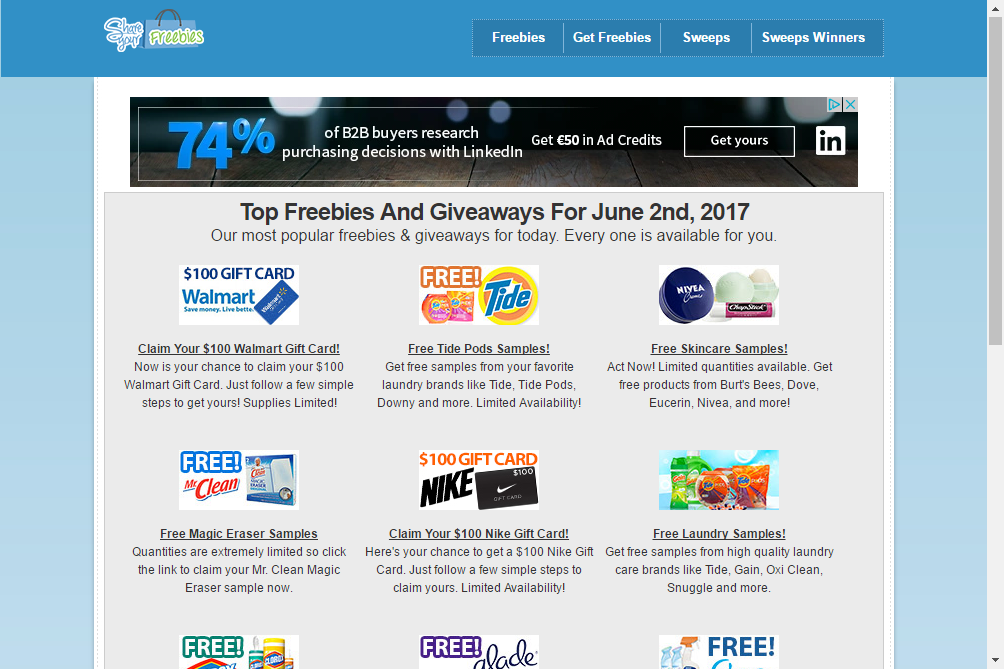 Share your Freebies
Freebies
Get Freebies
Sweeps
Sweeps Winners
74%
of B2B buyers research
purchasing decisions with LinkedIn
Get €50 in Ad Credits
Get yours
in
Top Freebies And Giveaways For June 2nd, 2017
Our most popular freebies & giveaways for today. Every one is available for you.
$100 GIFT CARD
Walmart
Save money. Live better.
Claim Your $100 Walmart Gift Card!
Now is your chance to claim your $100
Walmart Gift Card. Just follow a few simple
steps to get yours! Supplies Limited!
FREE!
Tide
Free Tide Pods Samples!
Get free samples from your favorite
laundry brands like Tide, Tide Pods,
Downy and more. Limited Availability!
NIVEA
Creme
ChapStick
Free Skincare Samples!
Act Now! Limited quantities available. Get
free products from Burt's Bees, Dove,
Eucerin, Nivea, and more!
FREE!
Mr. Clean
MAGIC
ERASER
Free Magic Eraser Samples
Quantities are extremely limited so click
the link to claim your Mr. Clean Magic
Eraser sample now.
$100 GIFT CARD
NIKE
$100
GIFT CARD
Claim Your $100 Nike Gift Card!
Here's your chance to get a $100 Nike Gift
Card. Just follow a few simple steps to
claim yours. Limited Availability!
Gain
Tide
Free Laundry Samples!
Get free samples from high quality laundry
care brands like Tide, Gain, Oxi Clean,
Snuggle and more.
FREE!
CLOROX
FREE!
glade
FREE!